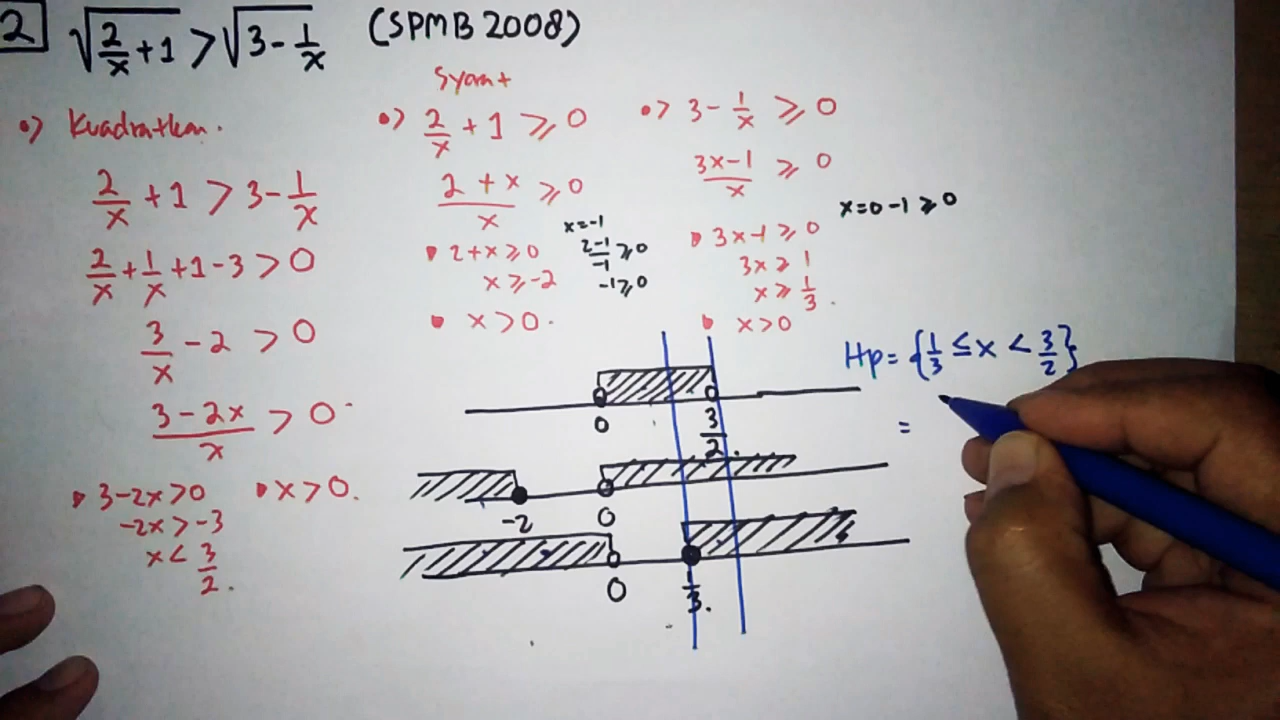 2 √(2/x + 1) > √(3 - 1/x) (SPMB 2008)
•) Kuadratkan.
2/x + 1 > 3 - 1/x
2/x + 1/x + 1 - 3 > 0
3/x - 2 > 0
(3 - 2x)/x > 0
3 - 2x > 0
-2x > -3
x < 3/2.
x > 0.
Syarat
•) 2/x + 1 ≥ 0
(2 + x)/x ≥ 0
2 + x ≥ 0
x ≥ -2
x > 0.
x = -1
(2 - 1)/-1 ≥ 0
-1 ≥ 0
•) 3 - 1/x ≥ 0
(3x - 1)/x ≥ 0
3x - 1 ≥ 0
3x ≥ 1
x ≥ 1/3.
x > 0
x = 0 - 1 ≥ 0
0 3/2.
-2 0
0 1/3.
Hp = {1/3 ≤ x < 3/2}
=